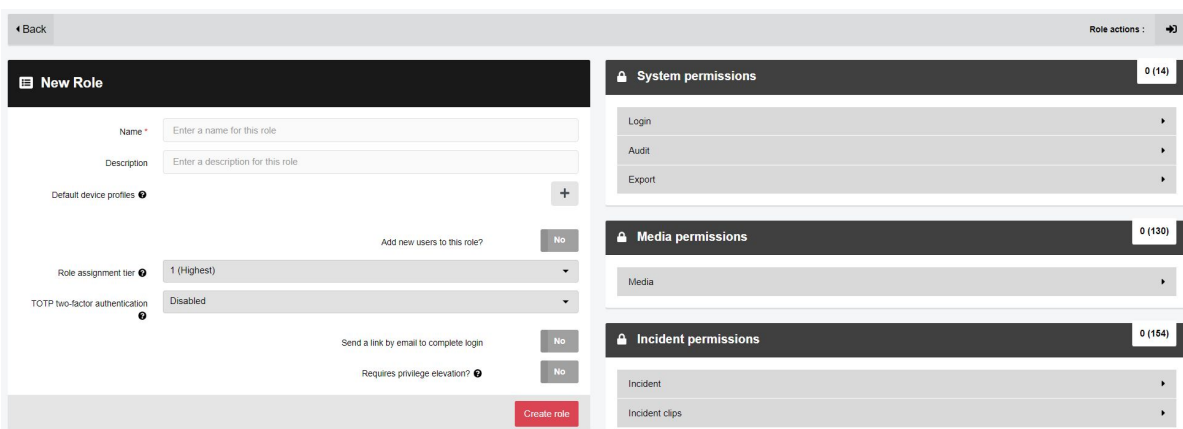 Back
Role actions :
New Role
Name *
Enter a name for this role
Description
Enter a description for this role
Default device profiles
Add new users to this role?
No
Role assignment tier
1 (Highest)
TOTP two-factor authentication
Disabled
Send a link by email to complete login
No
Requires privilege elevation?
No
Create role
System permissions
0 (14)
Login
Audit
Export
Media permissions
0 (130)
Media
Incident permissions
0 (154)
Incident
Incident clips